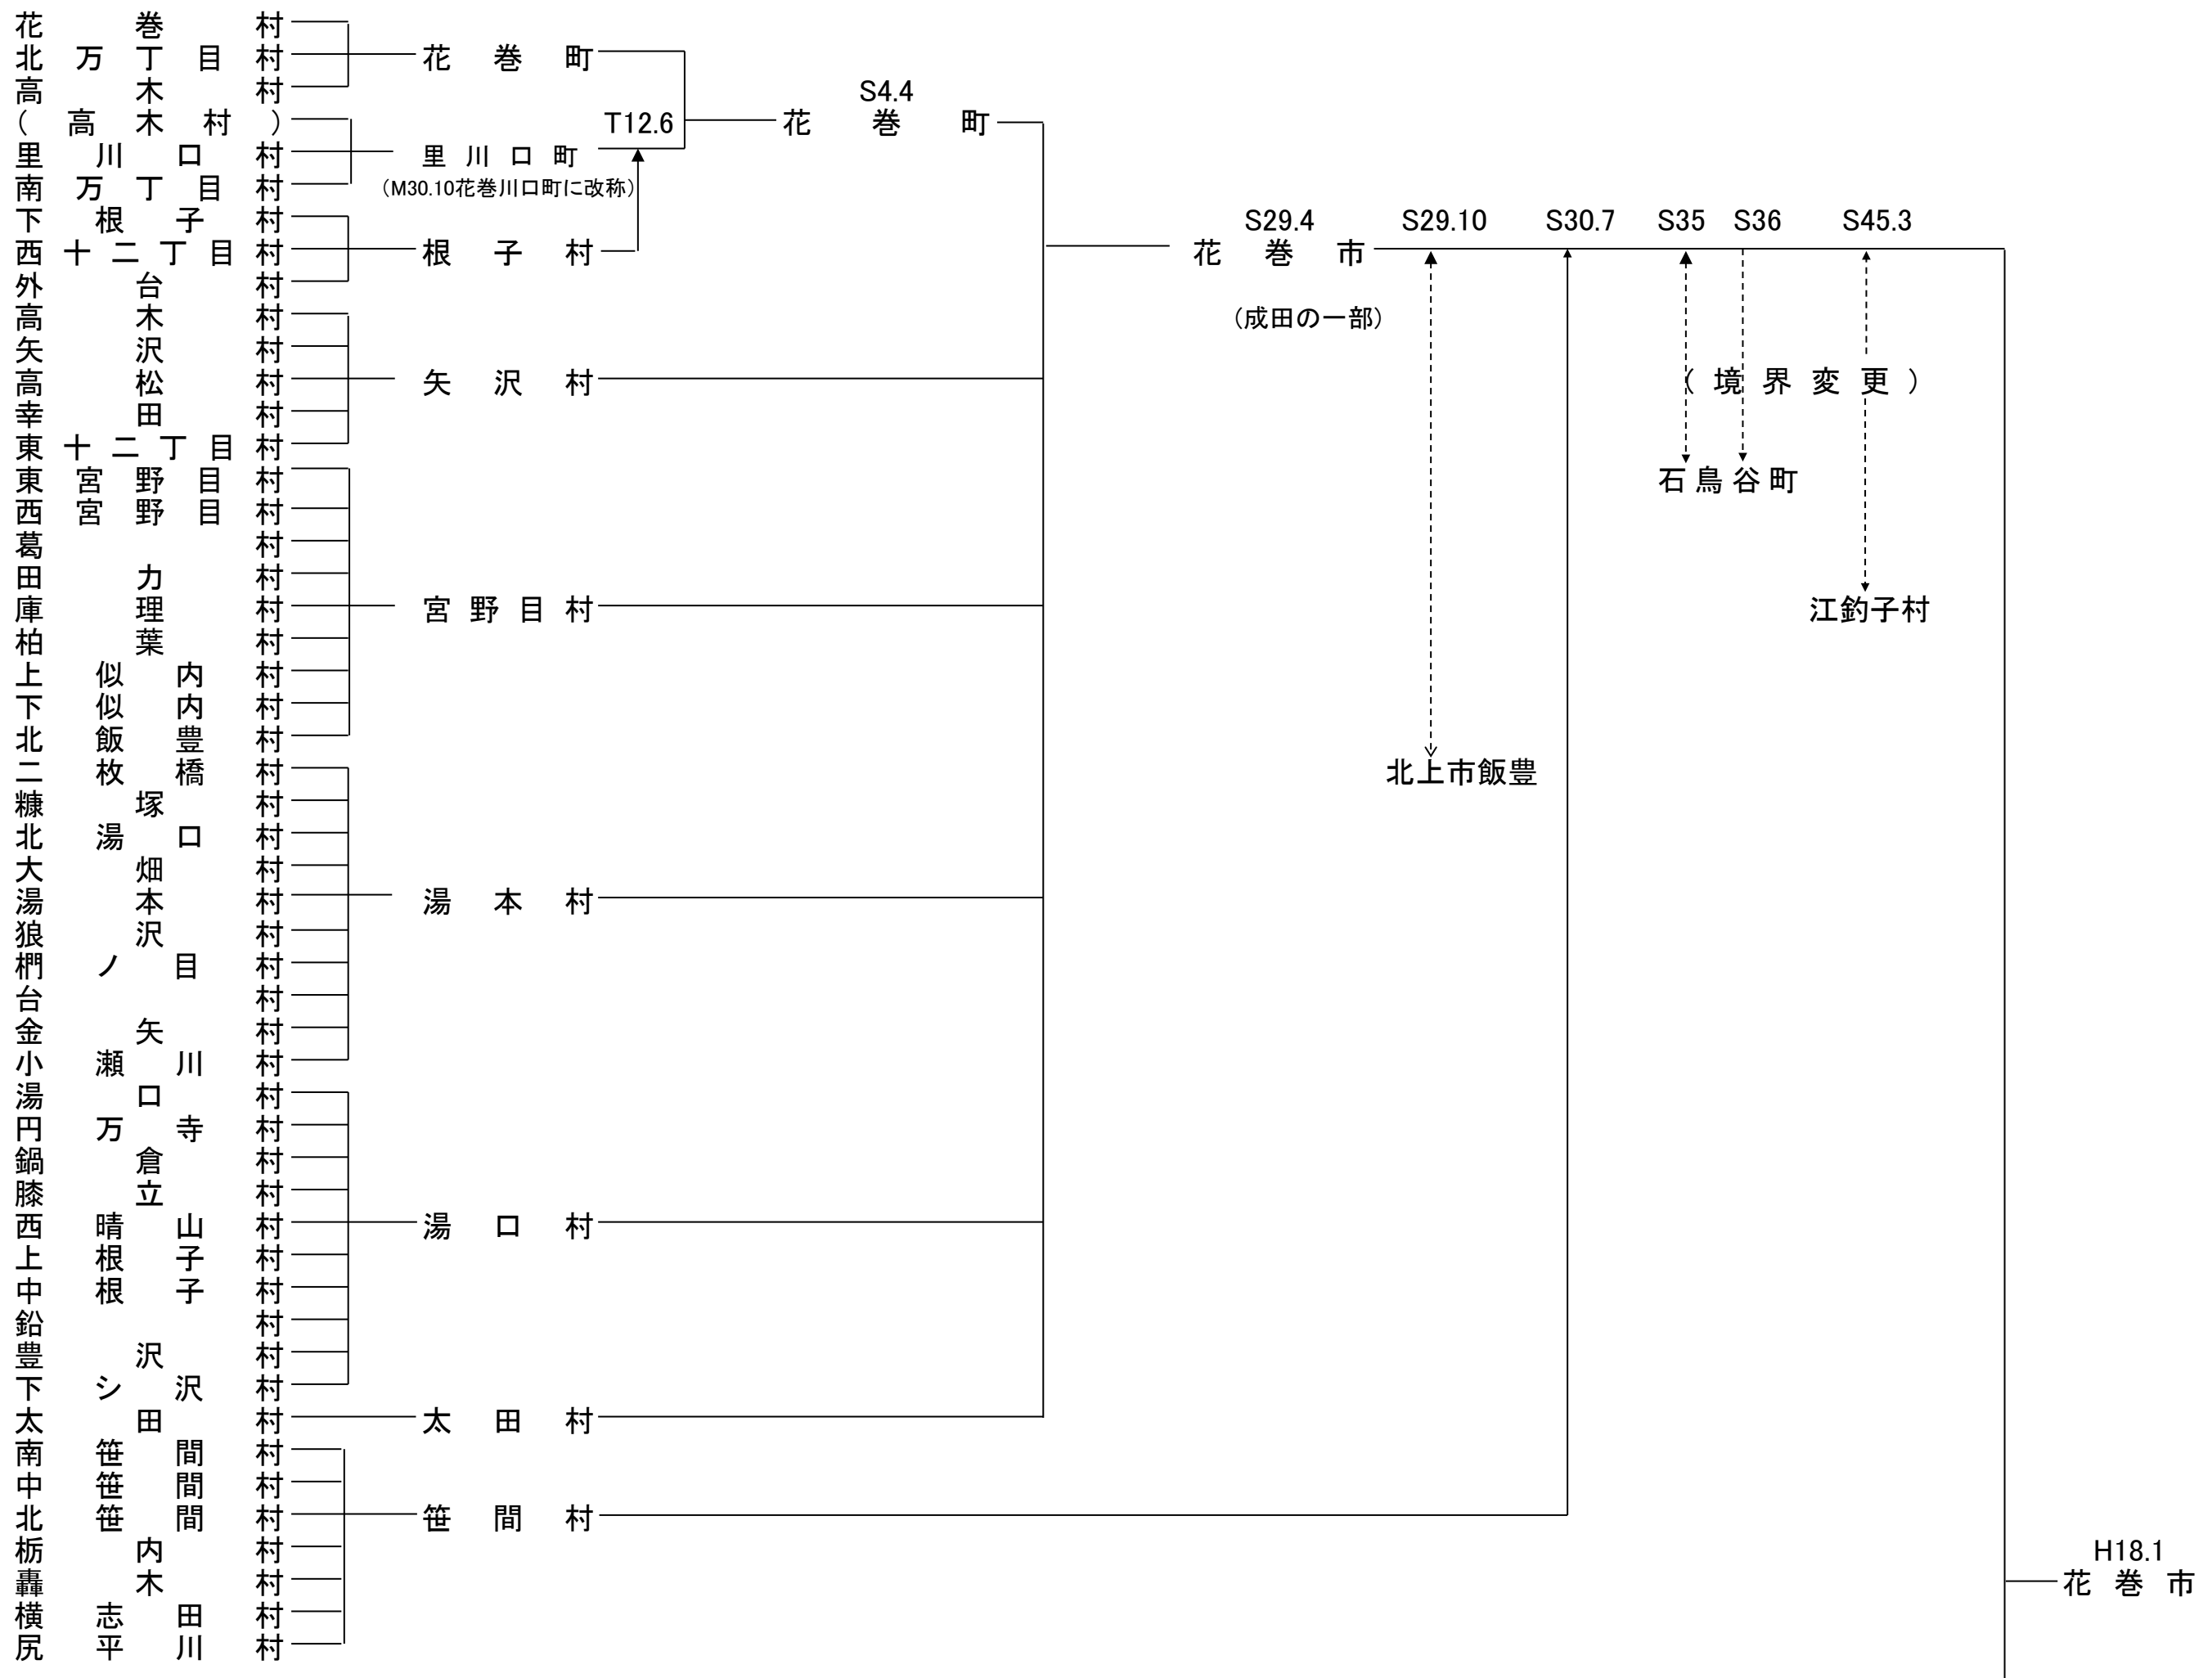 花巻村
北万丁目村
高木村
(高木村)
里川口村
南万丁目村
下根子村
西十二丁目村
外台村
高木村
矢沢村
高松村
幸田村
東十二丁目村
東宮野目村
西宮野目村
葛村
田力村
庫理村
柏葉村
上似内村
下似内村
北飯豊村
二枚橋村
糠塚村
北湯口村
大畑村
湯本村
狼沢村
椚ノ目村
台村
金矢村
小瀬川村
湯口村
円万寺村
鍋倉村
膝立村
西晴山村
上根子村
中根子村
鉛村
豊沢村
下シ沢村
太田村
南笹間村
中笹間村
北笹間村
栃内村
轟木村
横志田村
尻平川村
花巻町
里川口町
(M30.10花巻川口町に改称)
根子村
矢沢村
宮野目村
湯本村
湯口村
太田村
笹間村
T12.6
S4.4
花巻町
S29.4
花巻市
(成田の一部)
S29.10
S30.7
S35
S36
S45.3
(境界変更)
石鳥谷町
江釣子村
北上市飯豊
H18.1
花巻市